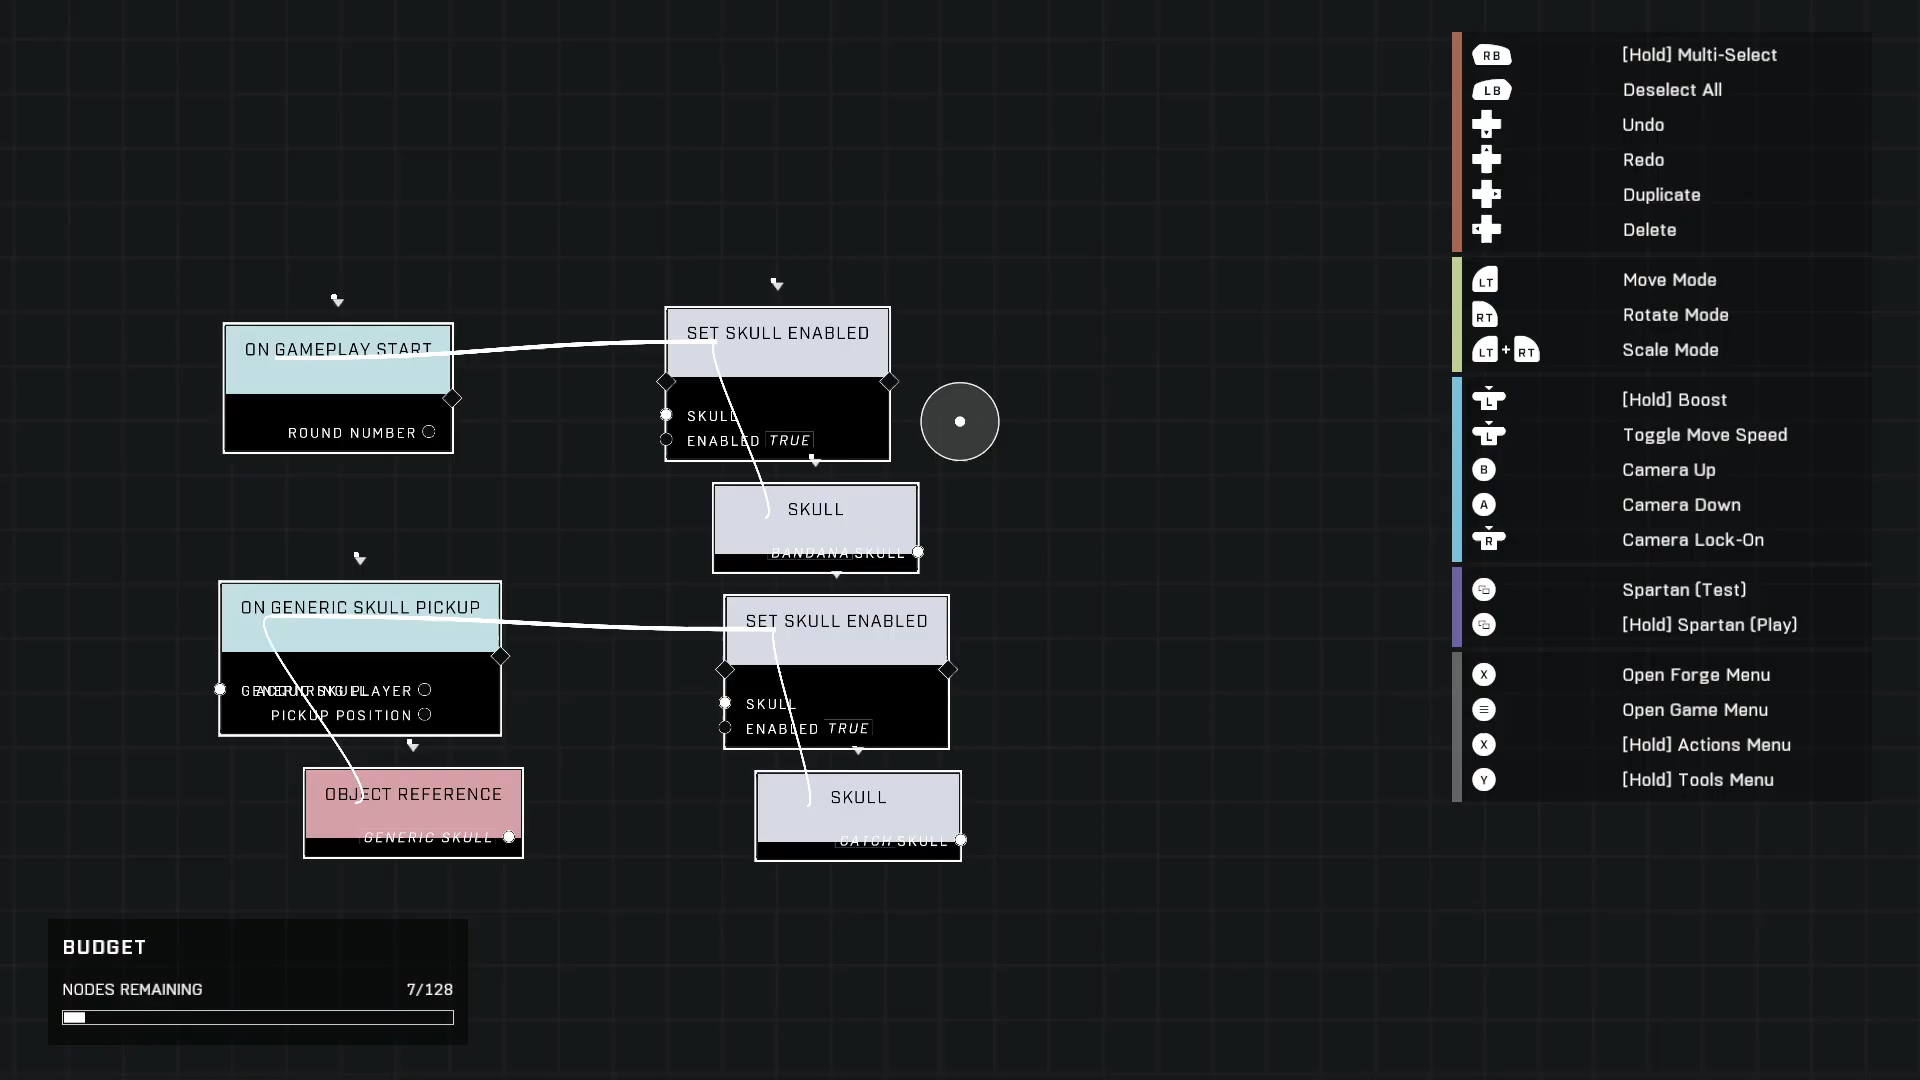 ON GAMEPLAY START
ROUND NUMBER
SET SKULL ENABLED
SKULL
ENABLED TRUE
SKULL
BANDANA SKULL
ON GENERIC SKULL PICKUP
PLAYER
PICKUP POSITION
OBJECT REFERENCE
GENERIC SKULL
SET SKULL ENABLED
SKULL
ENABLED TRUE
SKULL
CATCH SKULL
BUDGET
NODES REMAINING 7/128
RB [Hold] Multi-Select
LB Deselect All
Undo
Redo
Duplicate
Delete
LT Move Mode
RT Rotate Mode
LT + RT Scale Mode
L [Hold] Boost
L Toggle Move Speed
B Camera Up
A Camera Down
R Camera Lock-On
Spartan (Test)
[Hold] Spartan (Play)
X Open Forge Menu
Open Game Menu
X [Hold] Actions Menu
Y [Hold] Tools Menu